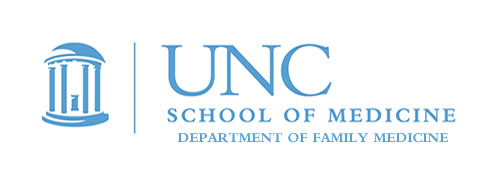 UNC
SCHOOL OF MEDICINE
DEPARTMENT OF FAMILY MEDICINE